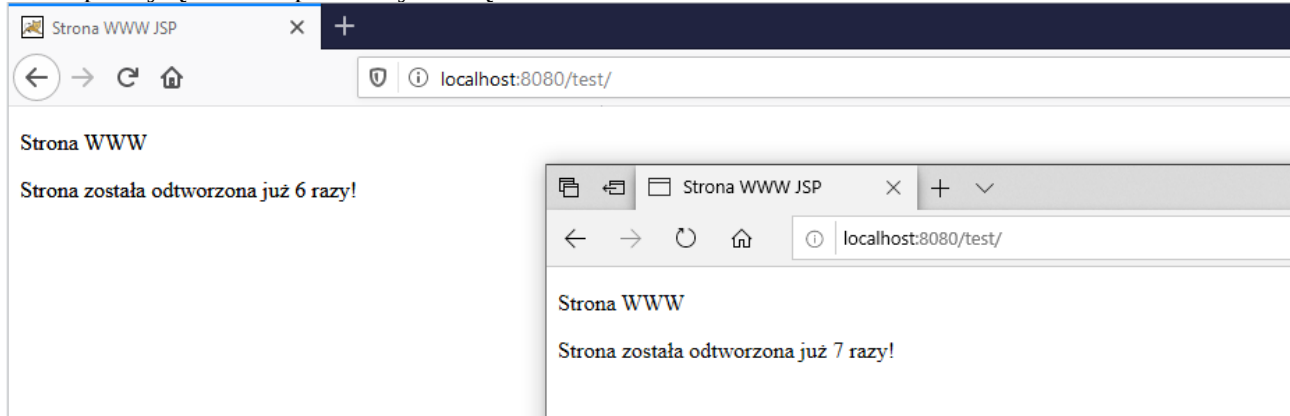 Strona WWW JSP
localhost:8080/test/
Strona WWW
Strona została odtworzona już 6 razy!
Strona WWW JSP
localhost:8080/test/
Strona WWW
Strona została odtworzona już 7 razy!